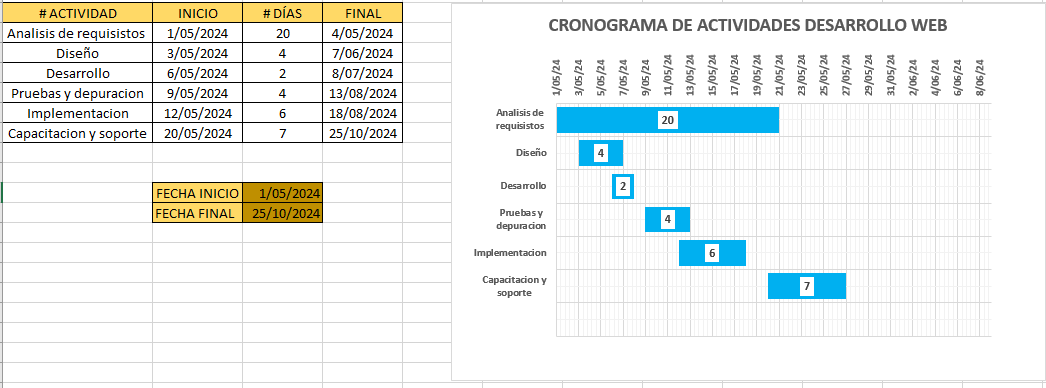 # ACTIVIDAD INICIO # DÍAS FINAL
Analisis de requisistos 1/05/2024 20 4/05/2024
Diseño 3/05/2024 4 7/06/2024
Desarrollo 6/05/2024 2 8/07/2024
Pruebas y depuracion 9/05/2024 4 13/08/2024
Implementacion 12/05/2024 6 18/08/2024
Capacitacion y soporte 20/05/2024 7 25/10/2024
FECHA INICIO 1/05/2024
FECHA FINAL 25/10/2024
CRONOGRAMA DE ACTIVIDADES DESARROLLO WEB
1/05/24 3/05/24 5/05/24 7/05/24 9/05/24 11/05/24 13/05/24 15/05/24 17/05/24 19/05/24 21/05/24 23/05/24 25/05/24 27/05/24 29/05/24 31/05/24 2/06/24 4/06/24 6/06/24 8/06/24
Analisis de
requisistos
20
Diseño 4
Desarrollo 2
Pruebas y
depuracion
4
Implementacion 6
Capacitacion y
soporte
7